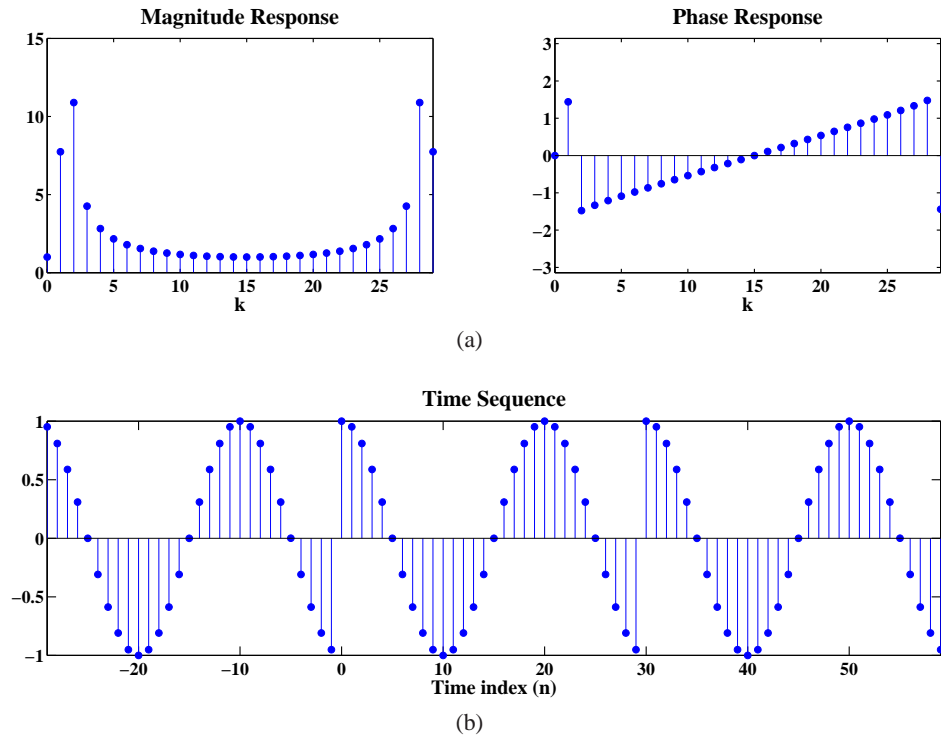 Magnitude Response
15
10
5
0
0 5 10 15 20 25
k
Phase Response
3
2
1
0
−1
−2
−3
0 5 10 15 20 25
k
(a)
Time Sequence
1
0.5
0
−0.5
−1
−20 −10 0 10 20 30 40 50
Time index (n)
(b)